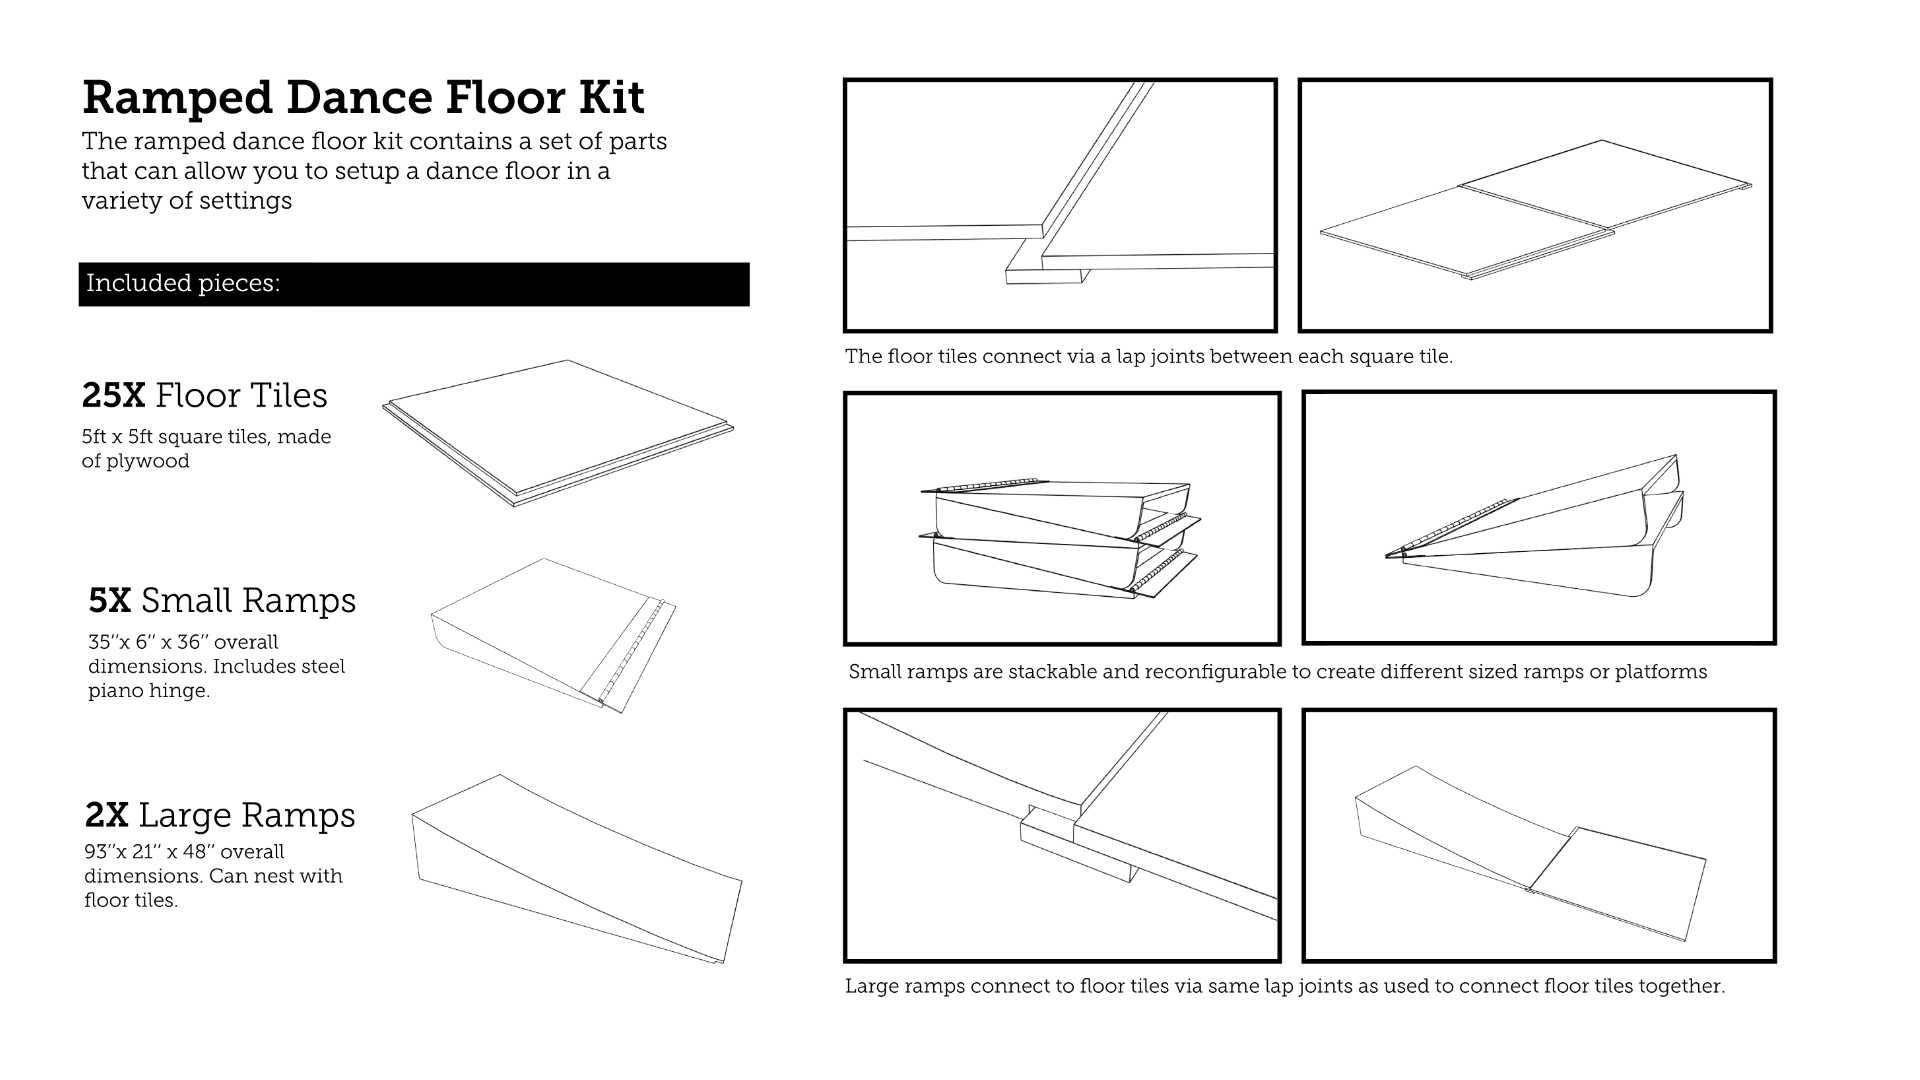 Ramped Dance Floor Kit
The ramped dance floor kit contains a set of parts
that can allow you to setup a dance floor in a
variety of settings
Included pieces:
25X Floor Tiles
5ft x 5ft square tiles, made
of plywood
5X Small Ramps
35″x 6″ x 36″ overall
dimensions. Includes steel
piano hinge.
2X Large Ramps
93″x 21″ x 48″ overall
dimensions. Can nest with
floor tiles.
The floor tiles connect via a lap joints between each square tile.
Small ramps are stackable and reconfigurable to create different sized ramps or platforms
Large ramps connect to floor tiles via same lap joints as used to connect floor tiles together.